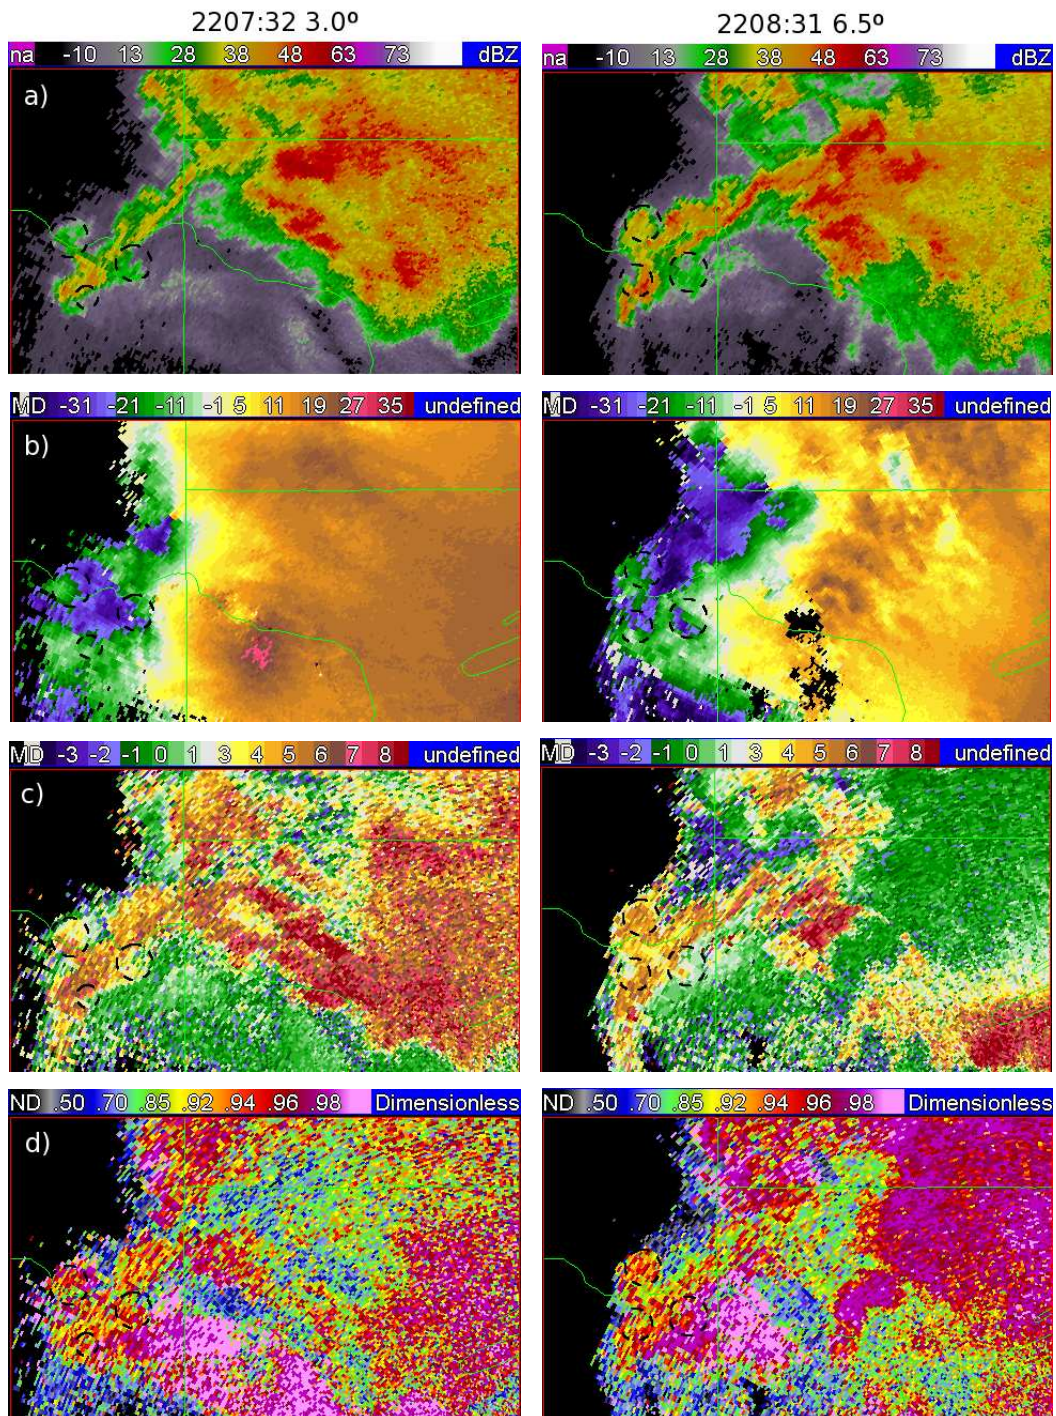 2207:32 3.0º
2208:31 6.5º
na -10 13 28 38 48 63 73 dBZ
na -10 13 28 38 48 63 73 dBZ
a)
MD -31 -21 -11 -1 5 11 19 27 35 undefined
MD -31 -21 -11 -1 5 11 19 27 35 undefined
b)
MD -3 -2 -1 0 1 3 4 5 6 7 8 undefined
MD -3 -2 -1 0 1 3 4 5 6 7 8 undefined
c)
ND .50 .70 .85 .92 .94 .96 .98 Dimensionless
ND .50 .70 .85 .92 .94 .96 .98 Dimensionless
d)